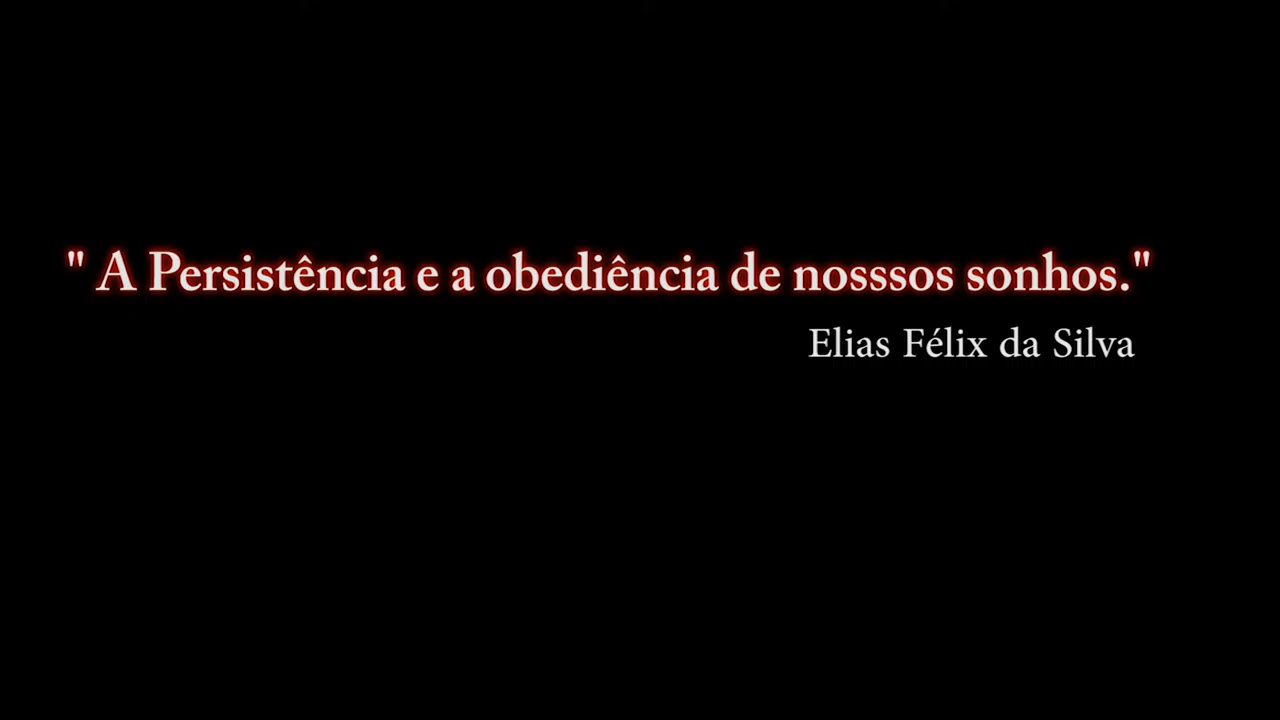 " A Persistência e a obediência de nosssos sonhos."
Elias Félix da Silva